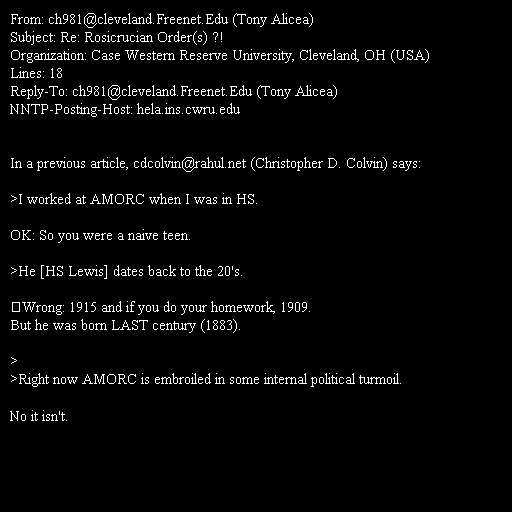 From: ch981@cleveland.Freenet.Edu (Tony Alicea)
Subject: Re: Rosicrucian Order(s) ?!
Organization: Case Western Reserve University, Cleveland, OH (USA)
Lines: 18
Reply-To: ch981@cleveland.Freenet.Edu (Tony Alicea)
NNTP-Posting-Host: hela.ins.cwru.edu

In a previous article, cdcolvin@rahul.net (Christopher D. Colvin) says:

>I worked at AMORC when I was in HS.

OK: So you were a naive teen.

>He [HS Lewis] dates back to the 20's.

Wrong: 1915 and if you do your homework, 1909.
But he was born LAST century (1883).

>
>Right now AMORC is embroiled in some internal political turmoil.

No it isn't.